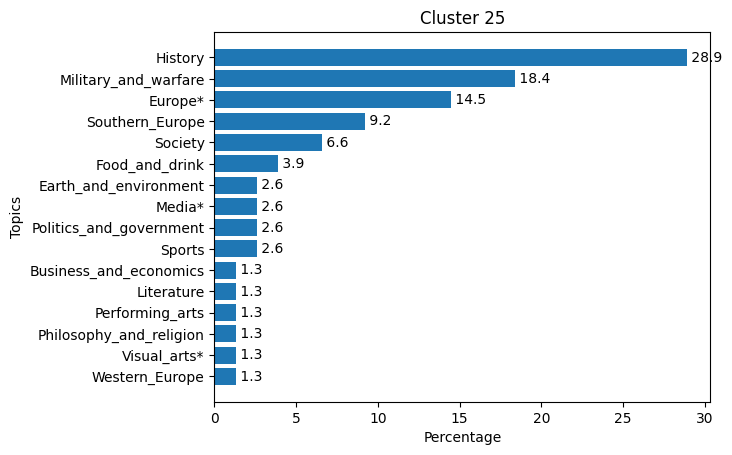 Cluster 25
Topics
History 28.9
Military_and_warfare 18.4
Europe* 14.5
Southern_Europe 9.2
Society 6.6
Food_and_drink 3.9
Earth_and_environment 2.6
Media* 2.6
Politics_and_government 2.6
Sports 2.6
Business_and_economics 1.3
Literature 1.3
Performing_arts 1.3
Philosophy_and_religion 1.3
Visual_arts* 1.3
Western_Europe 1.3
0 5 10 15 20 25 30
Percentage